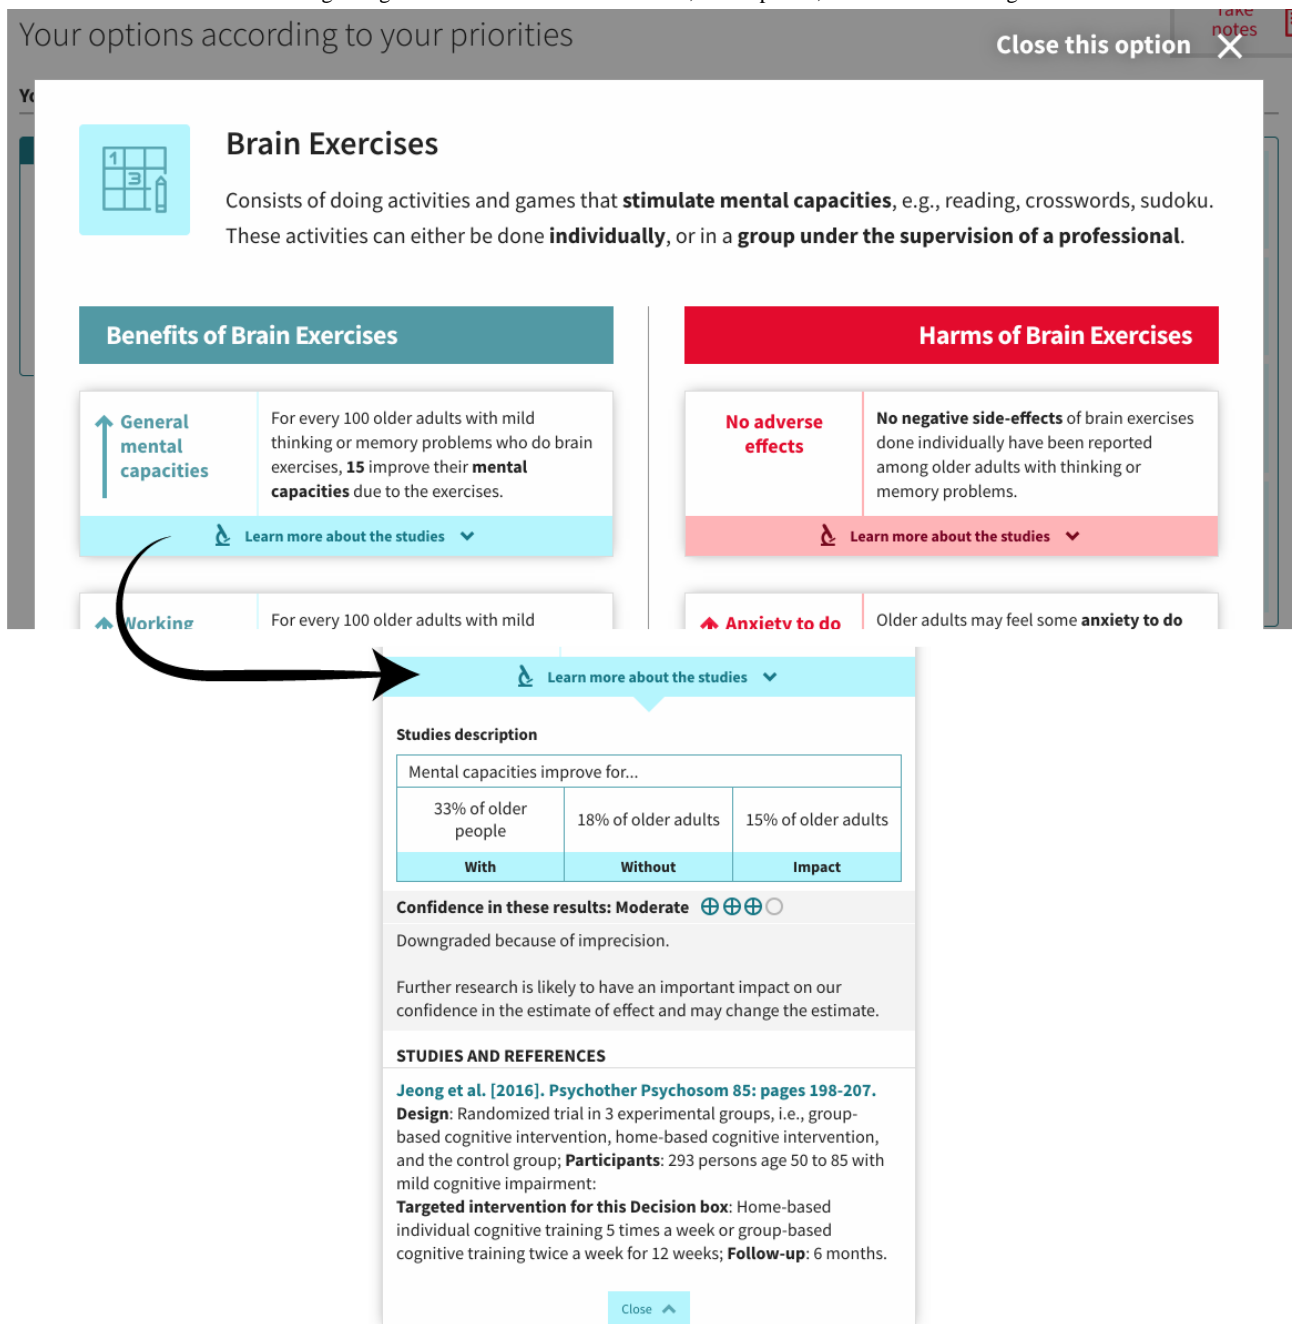 Your options according to your priorities
Take
notes
Close this option
Brain Exercises
Consists of doing activities and games that stimulate mental capacities, e.g., reading, crosswords, sudoku.
These activities can either be done individually, or in a group under the supervision of a professional.
1
3
Benefits of Brain Exercises
General
mental
capacities
For every 100 older adults with mild
thinking or memory problems who do brain
exercises, 15 improve their mental
capacities due to the exercises.
Learn more about the studies
Working
For every 100 older adults with mild
Harms of Brain Exercises
No adverse
effects
No negative side-effects of brain exercises
done individually have been reported
among older adults with thinking or
memory problems.
Learn more about the studies
Anxiety to do
Older adults may feel some anxiety to do
Learn more about the studies
Studies description
Mental capacities improve for...
33% of older
people
18% of older adults
15% of older adults
With
Without
Impact
Confidence in these results: Moderate
Downgraded because of imprecision.
Further research is likely to have an important impact on our
confidence in the estimate of effect and may change the estimate.
STUDIES AND REFERENCES
Jeong et al. [2016]. Psychother Psychosom 85: pages 198-207.
Design: Randomized trial in 3 experimental groups, i.e., group-
based cognitive intervention, home-based cognitive intervention,
and the control group; Participants: 293 persons age 50 to 85 with
mild cognitive impairment:
Targeted intervention for this Decision box: Home-based
individual cognitive training 5 times a week or group-based
cognitive training twice a week for 12 weeks; Follow-up: 6 months.
Close